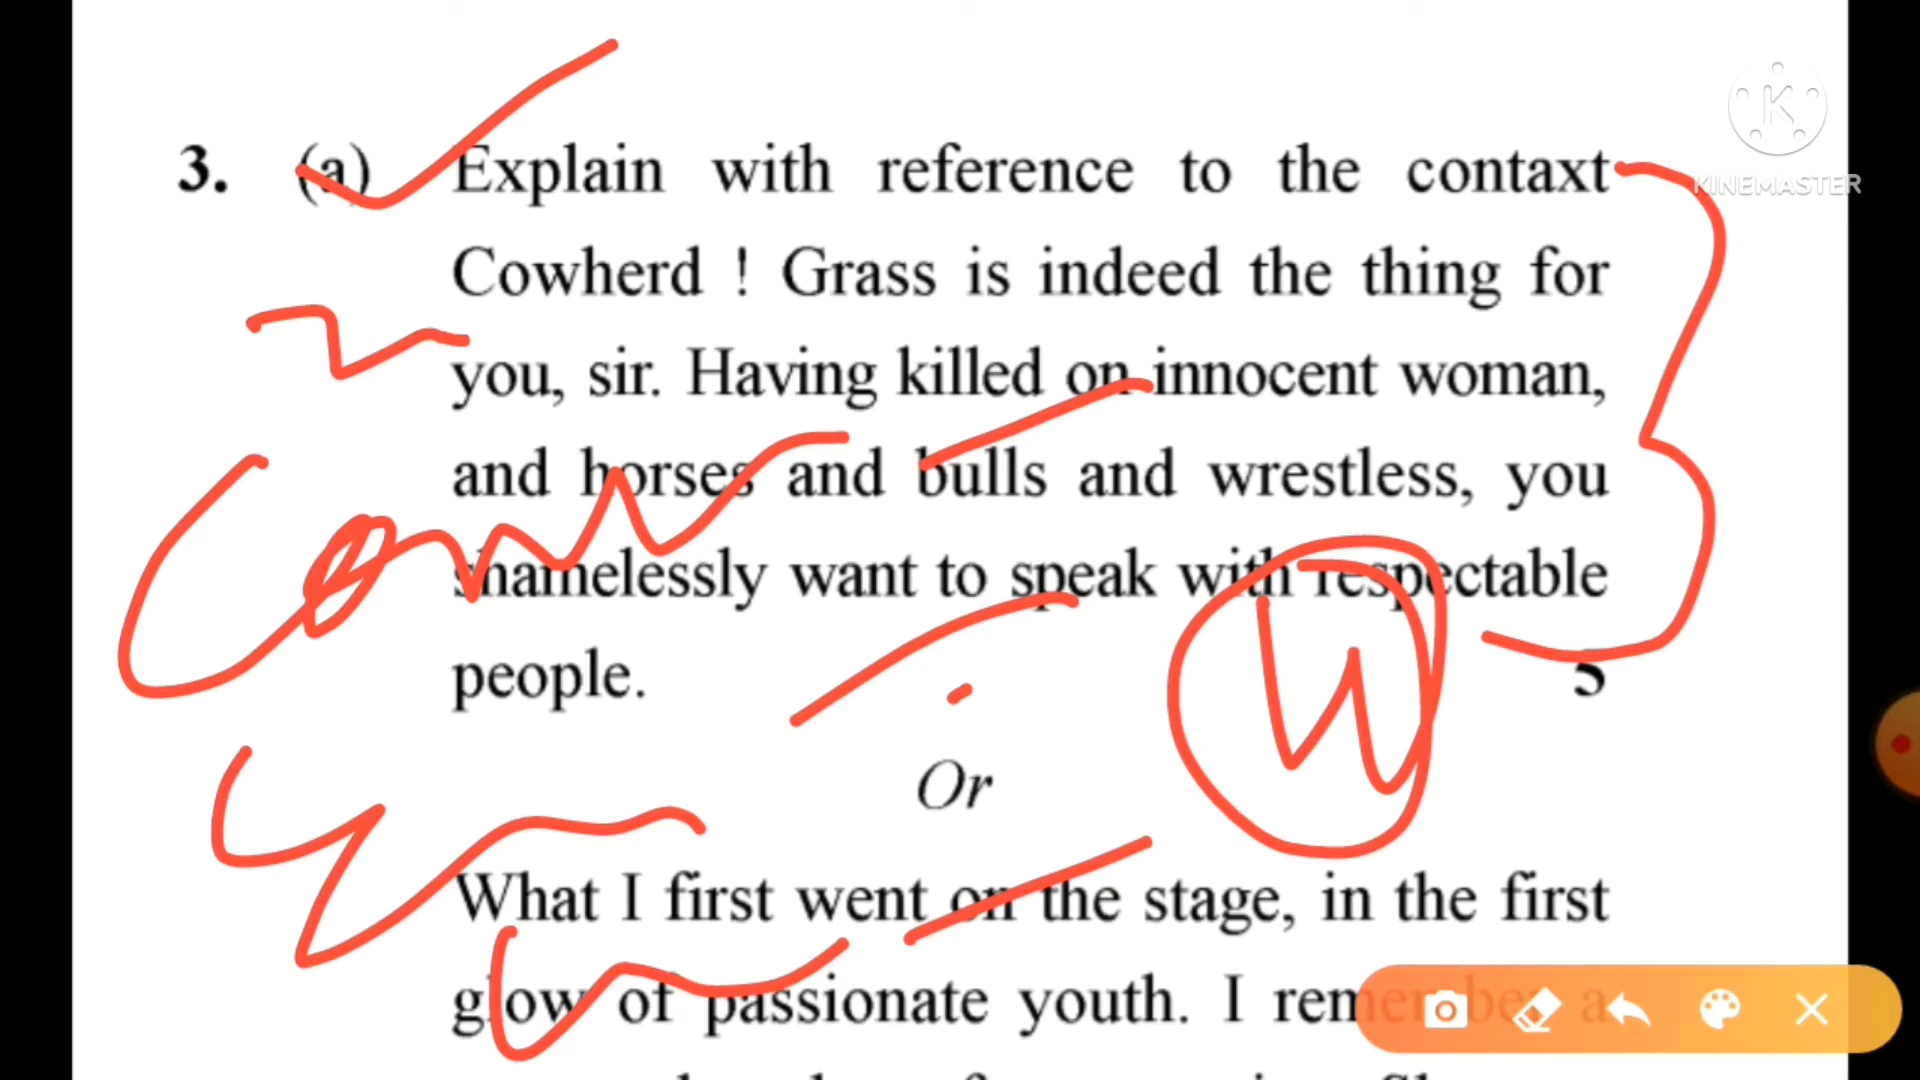 3. (a) Explain with reference to the contaxt
Cowherd ! Grass is indeed the thing for
you, sir. Having killed on innocent woman,
and horses and bulls and wrestless, you
shamelessly want to speak with respectable
people. 5
Or
What I first went on the stage, in the first
glow of passionate youth. I remember a
KINEMASTER